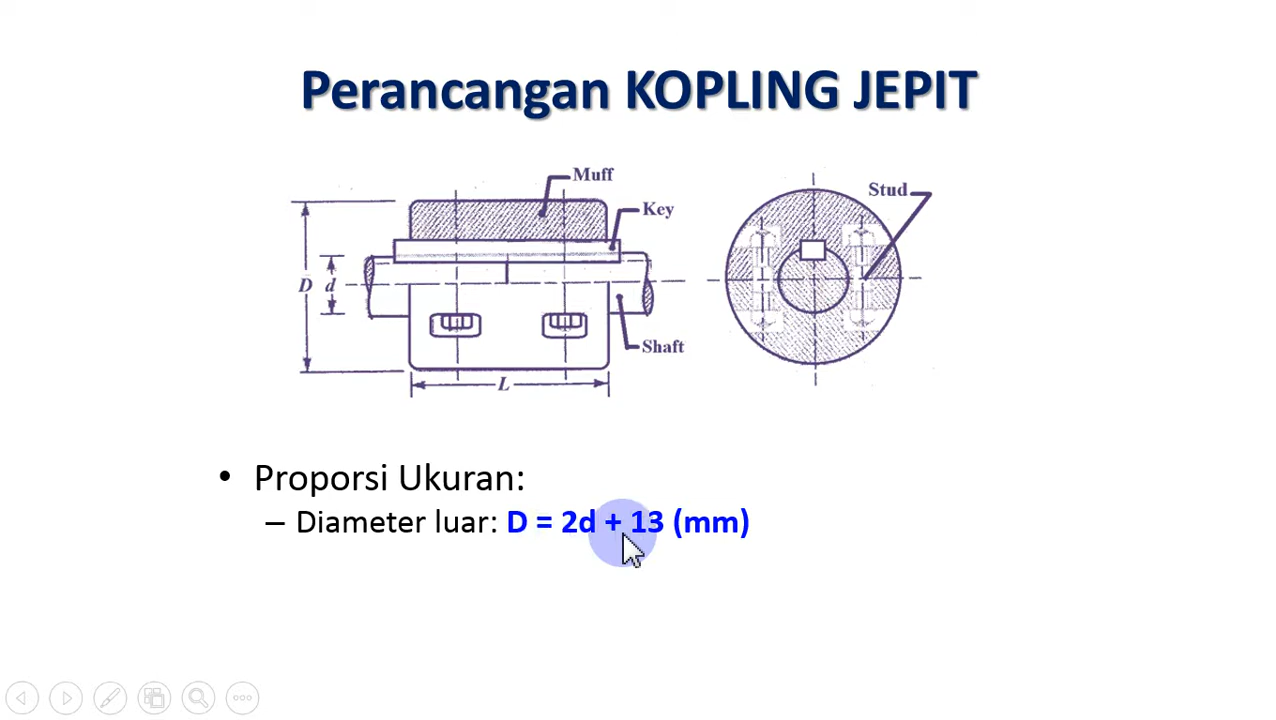 Perancangan KOPLING JEPIT
Muff
Key
Stud
D
d
Shaft
L
• Proporsi Ukuran:
– Diameter luar: D = 2d + 13 (mm)